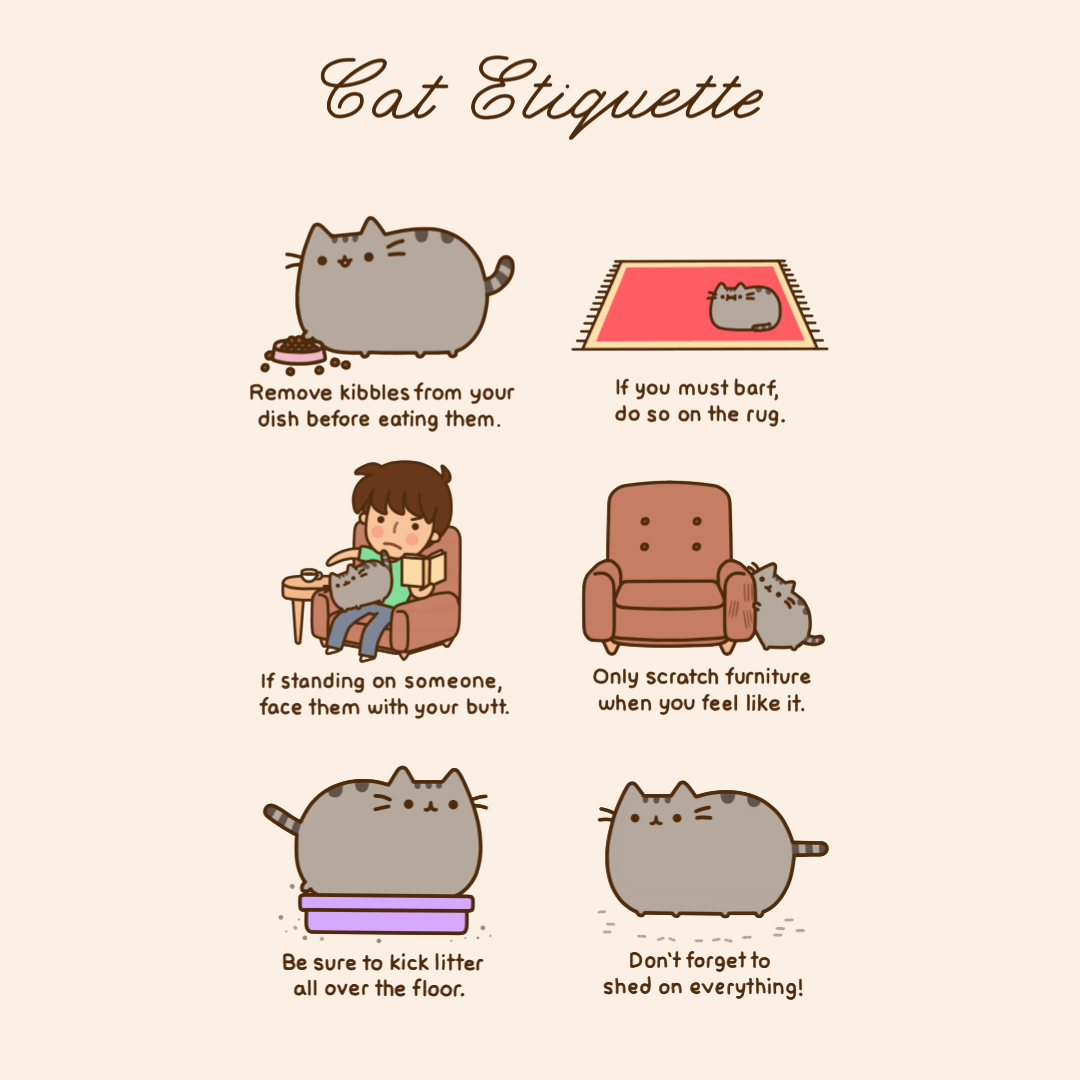 Cat Etiquette
Remove kibbles from your
dish before eating them.
If you must barf,
do so on the rug.
If standing on someone,
face them with your butt.
Only scratch furniture
when you feel like it.
Be sure to kick litter
all over the floor.
Don't forget to
shed on everything!